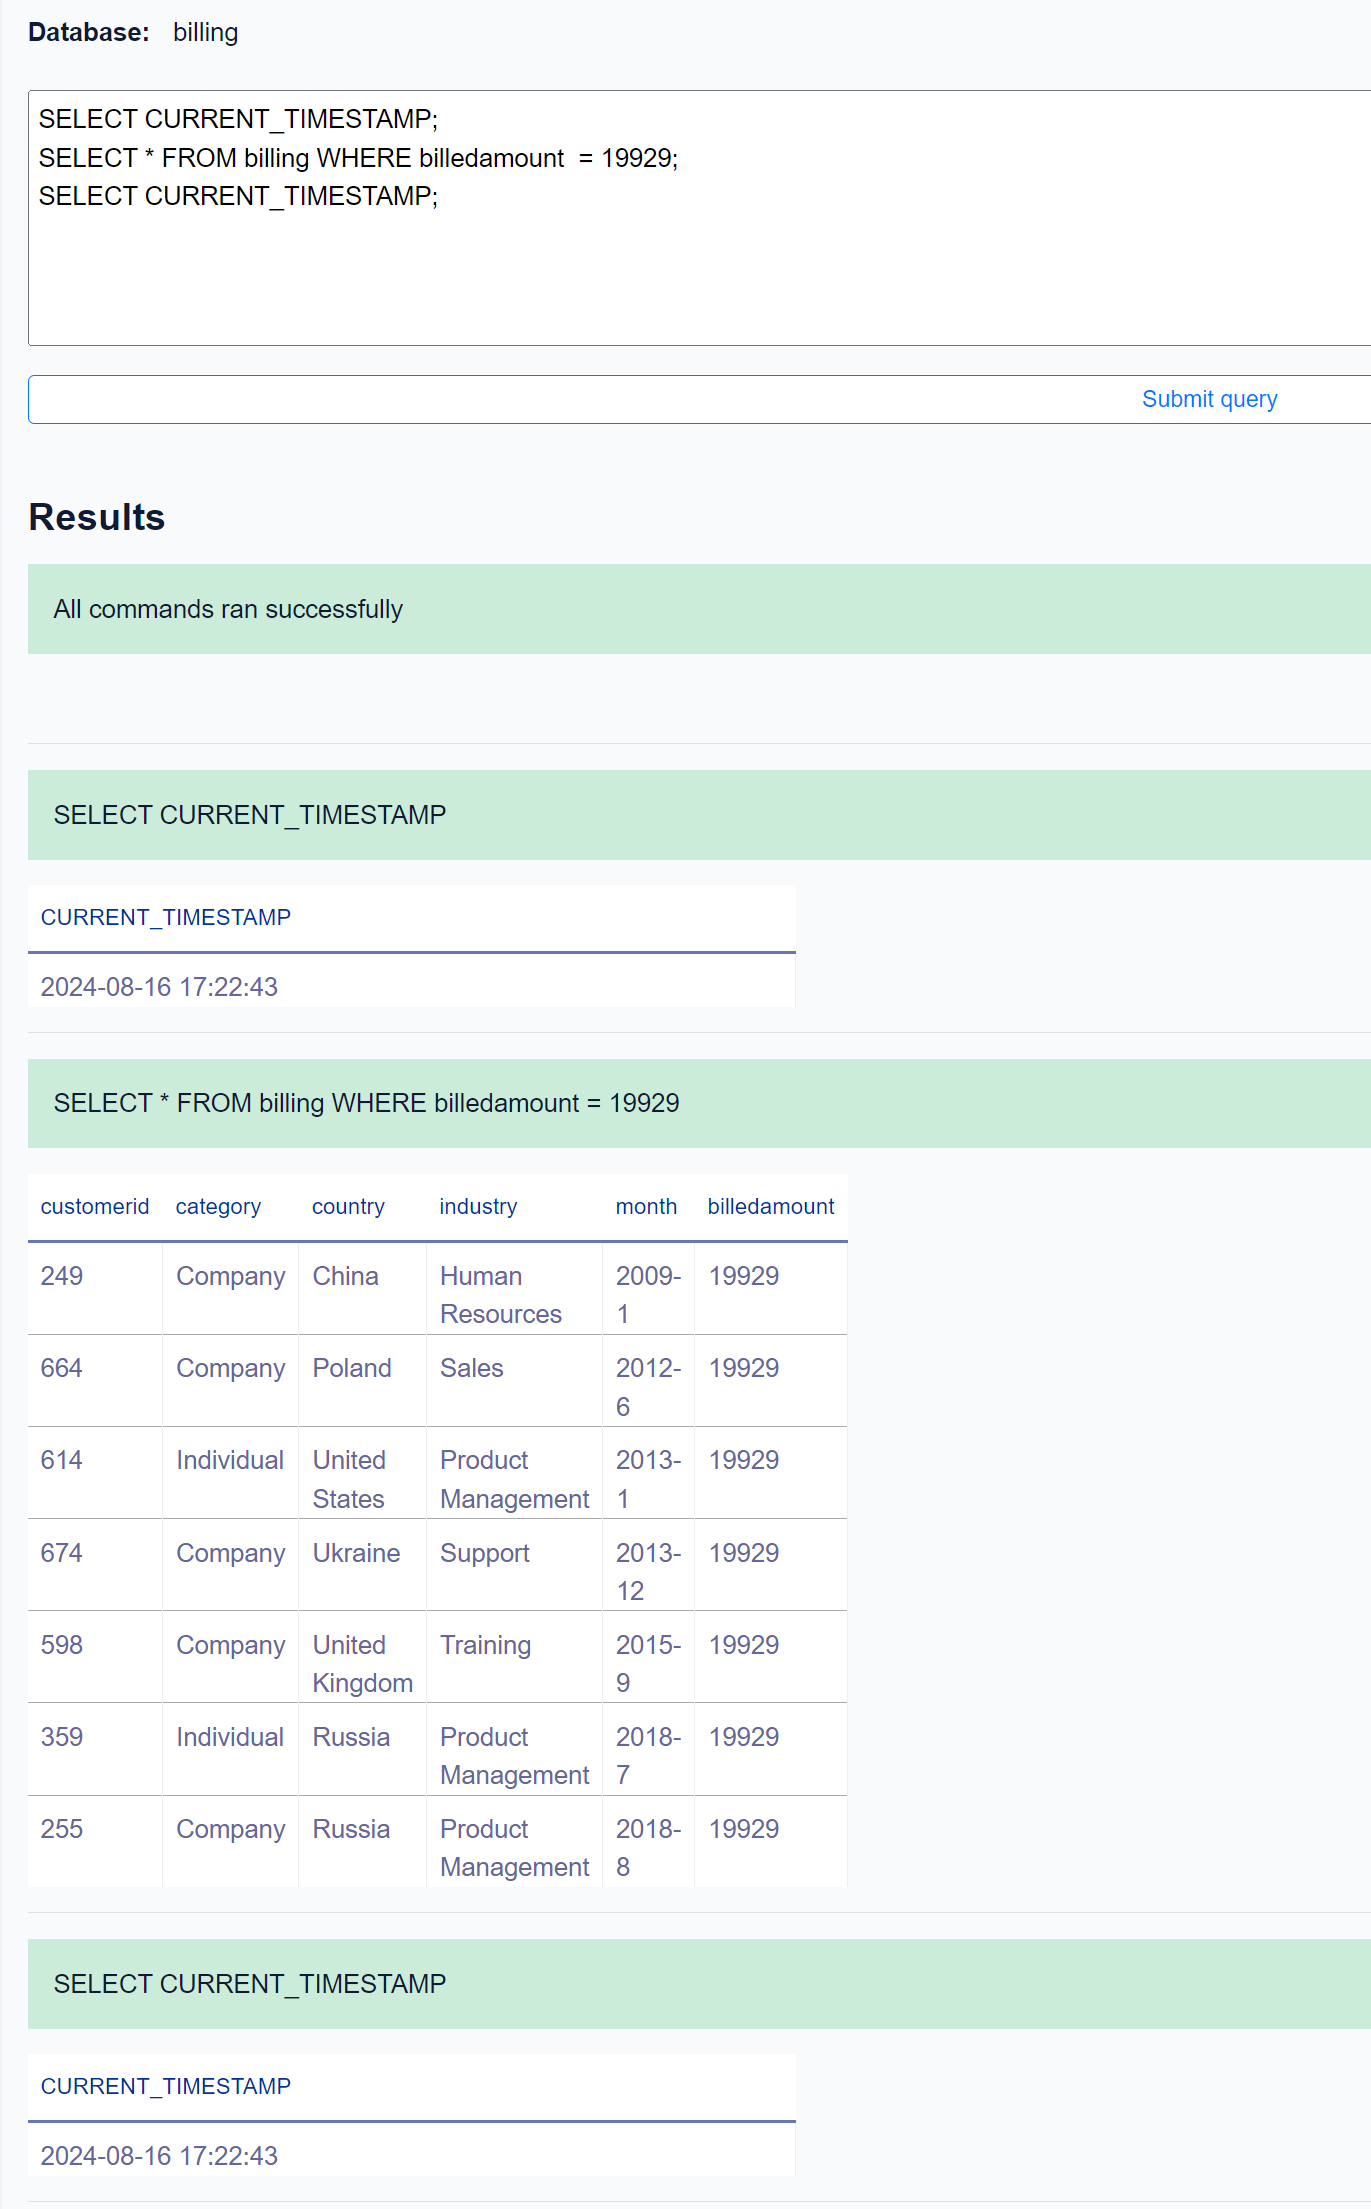 Database: billing
SELECT CURRENT_TIMESTAMP;
SELECT * FROM billing WHERE billedamount  = 19929;
SELECT CURRENT_TIMESTAMP;
Submit query
Results
All commands ran successfully
SELECT CURRENT_TIMESTAMP
CURRENT_TIMESTAMP
2024-08-16 17:22:43
SELECT * FROM billing WHERE billedamount = 19929
customerid category country industry month billedamount
249 Company China Human 2009- 19929
Resources 1
664 Company Poland Sales 2012- 19929
6
614 Individual United Product 2013- 19929
States Management 1
674 Company Ukraine Support 2013- 19929
12
598 Company United Training 2015- 19929
Kingdom 9
359 Individual Russia Product 2018- 19929
Management 7
255 Company Russia Product 2018- 19929
Management 8
SELECT CURRENT_TIMESTAMP
CURRENT_TIMESTAMP
2024-08-16 17:22:43